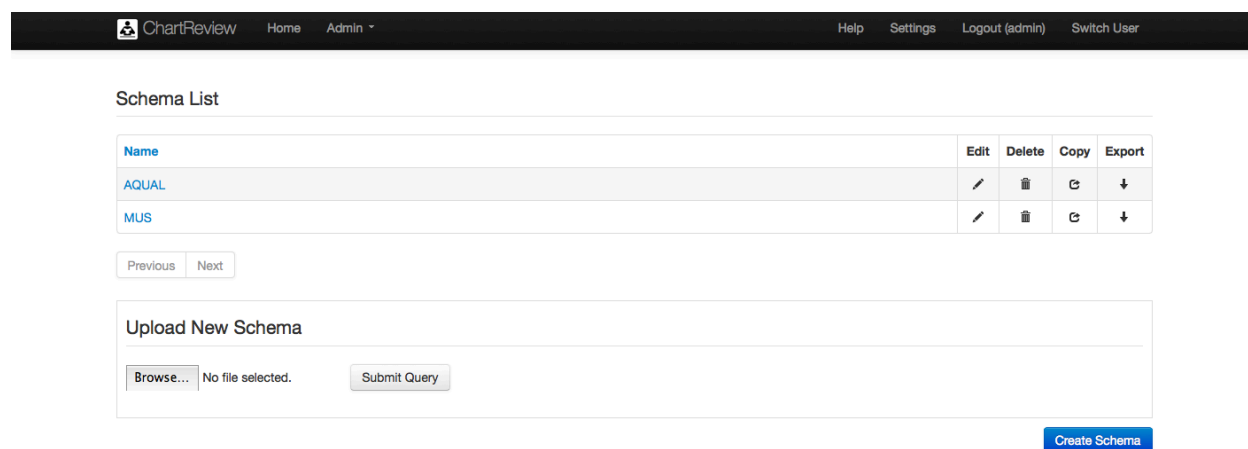 ChartReview Home Admin Help Settings Logout (admin) Switch User
Schema List
Name Edit Delete Copy Export
AQUAL
MUS
Previous Next
Upload New Schema
Browse... No file selected. Submit Query
Create Schema